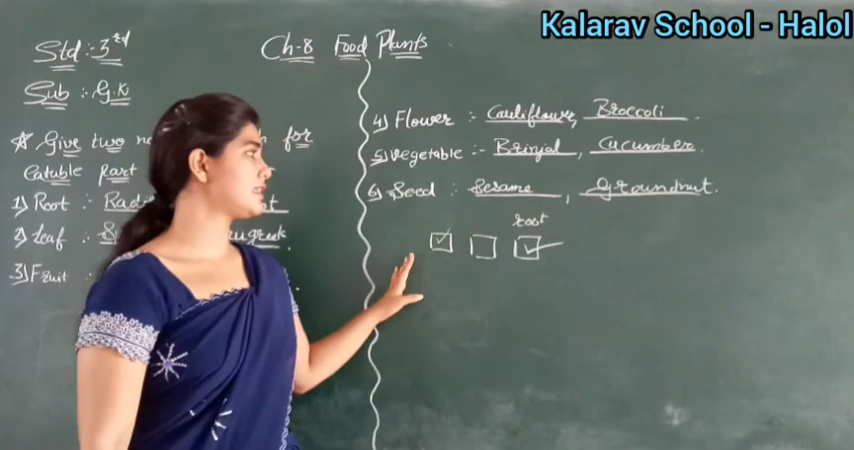 Kalarav School - Halol
Std :- 3rd
Ch-8 Food Plants
Sub :- G.K
* Give two for
Eatuble part
1) Root :
2) Leaf :
3) Fruit :
4) Flower :- Cauliflower, Broccoli
5) Vegetable :- Brinjal, Cucumber
6) Seed :- Sesame, Groundnut.
root